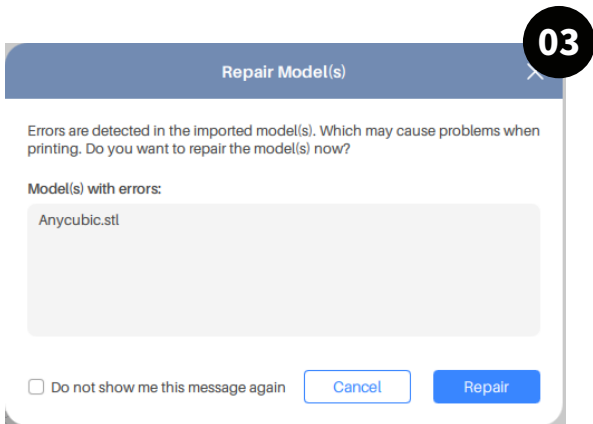 03
Repair Model(s)
Errors are detected in the imported model(s). Which may cause problems when
printing. Do you want to repair the model(s) now?
Model(s) with errors:
Anycubic.stl
Do not show me this message again
Cancel
Repair